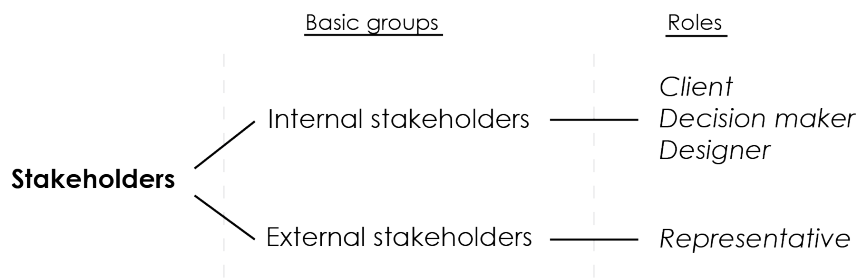 Basic groups
Roles
Stakeholders
Internal stakeholders
Client
Decision maker
Designer
External stakeholders
Representative